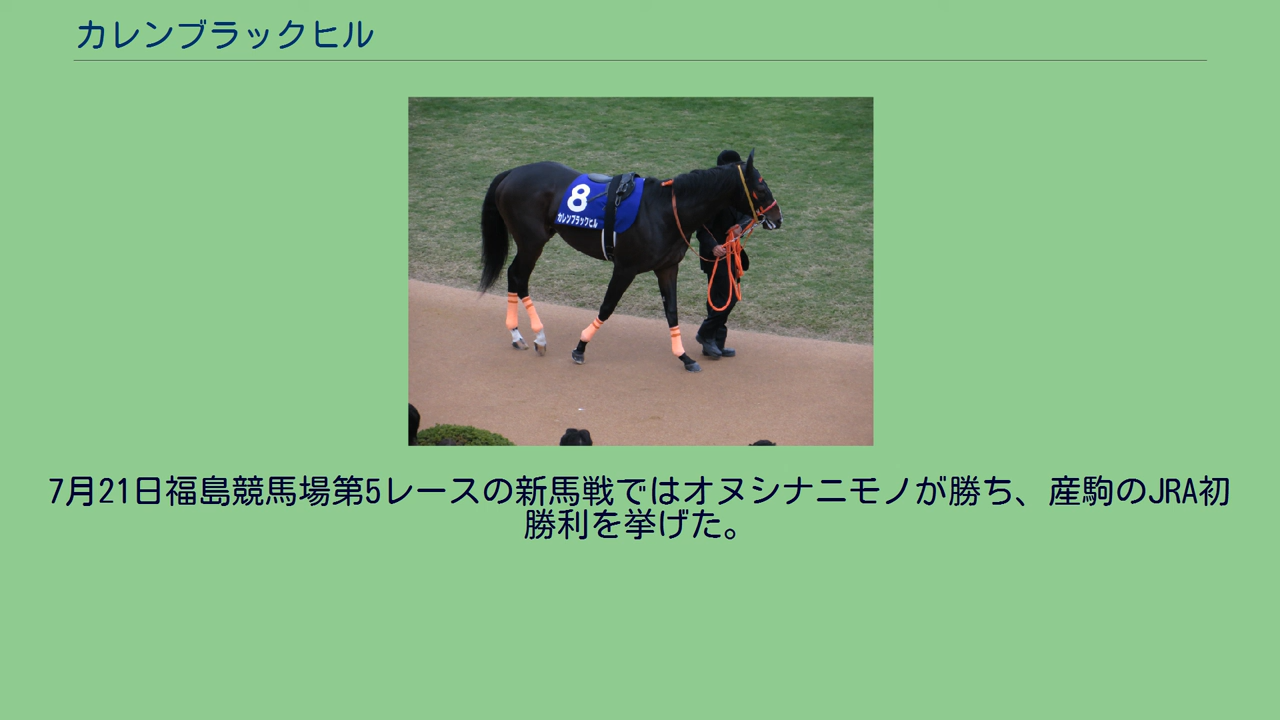 カレンブラックヒル
8
カレンブラックヒル
7月21日福島競馬場第5レースの新馬戦ではオヌシナニモノが勝ち、産駒のJRA初
勝利を挙げた。